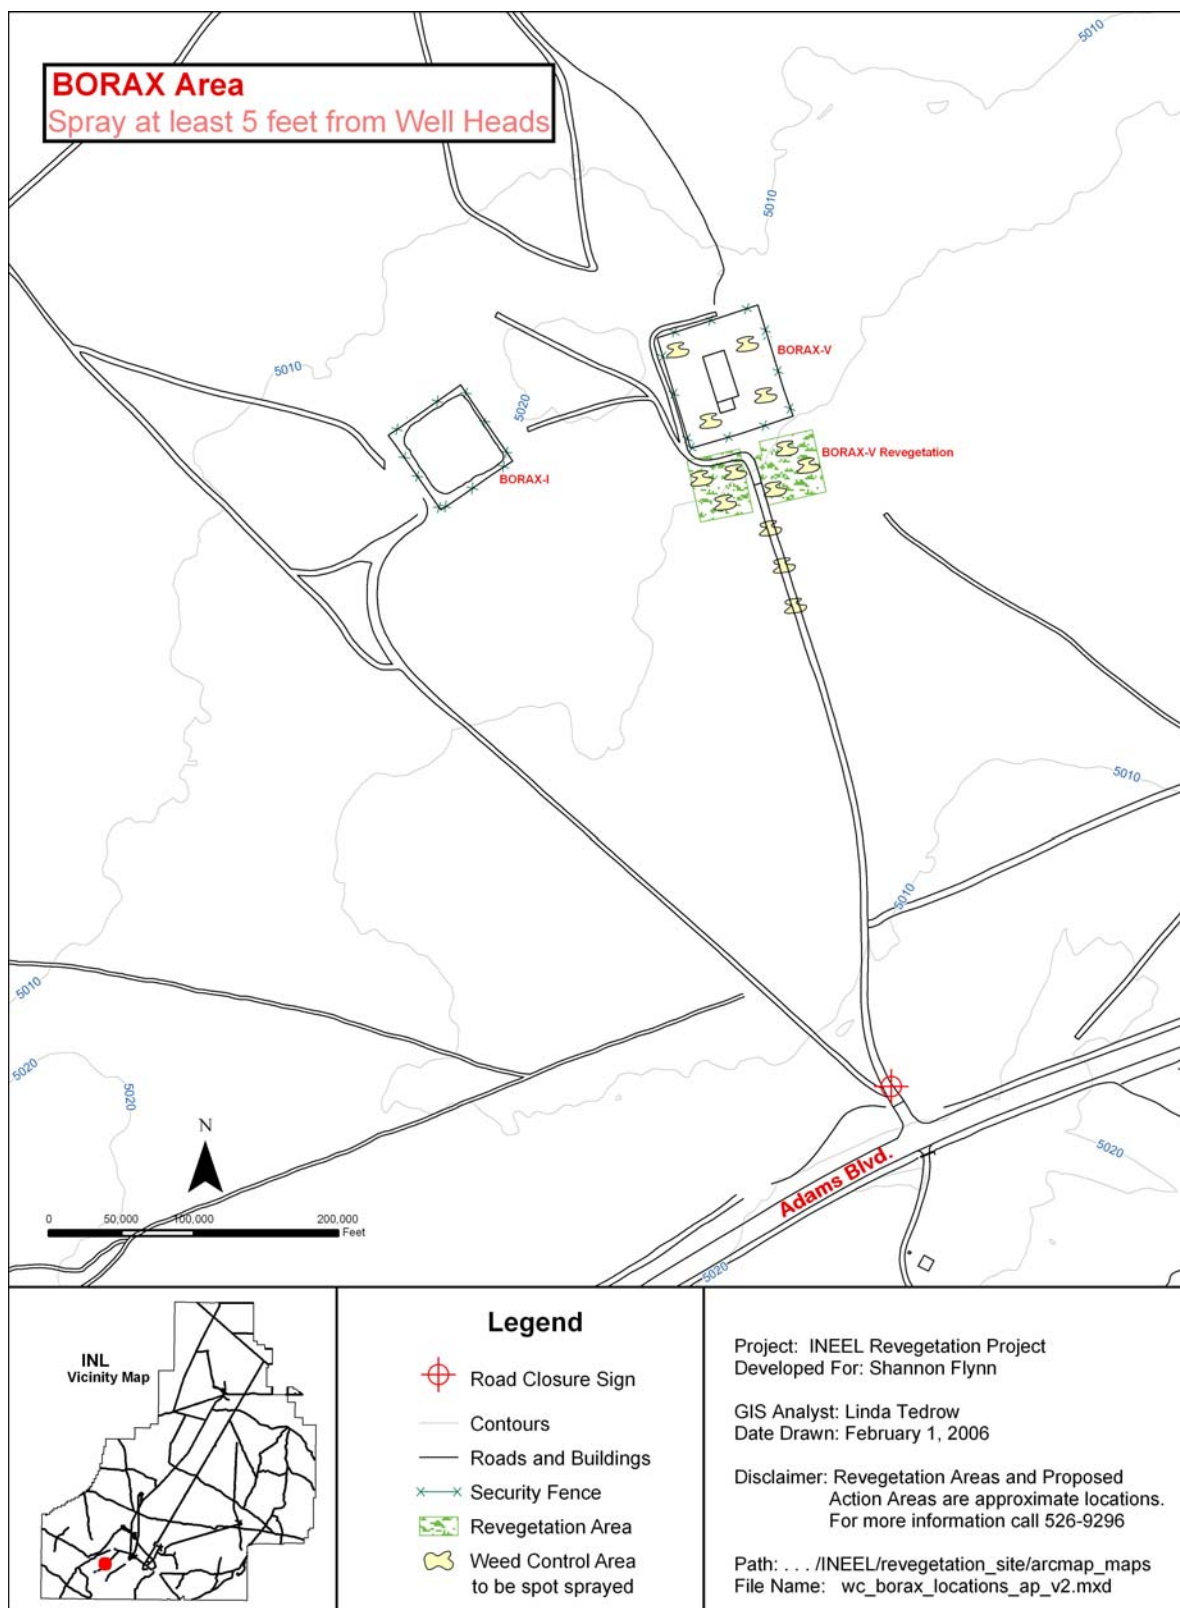 BORAX Area
Spray at least 5 feet from Well Heads
5010
5010
5010
5020
BORAX-V
BORAX-V Revegetation
BORAX-I
5010
5010
5010
5020
5020
N
Adams Blvd.
5020
5020
0 50,000 100,000 200,000
Feet
INL
Vicinity Map
Legend
Road Closure Sign
Contours
Roads and Buildings
Security Fence
Revegetation Area
Weed Control Area
to be spot sprayed
Project: INEEL Revegetation Project
Developed For: Shannon Flynn
GIS Analyst: Linda Tedrow
Date Drawn: February 1, 2006
Disclaimer: Revegetation Areas and Proposed
Action Areas are approximate locations.
For more information call 526-9296
Path: . . . /INEEL/revegetation_site/arcmap_maps
File Name: wc_borax_locations_ap_v2.mxd